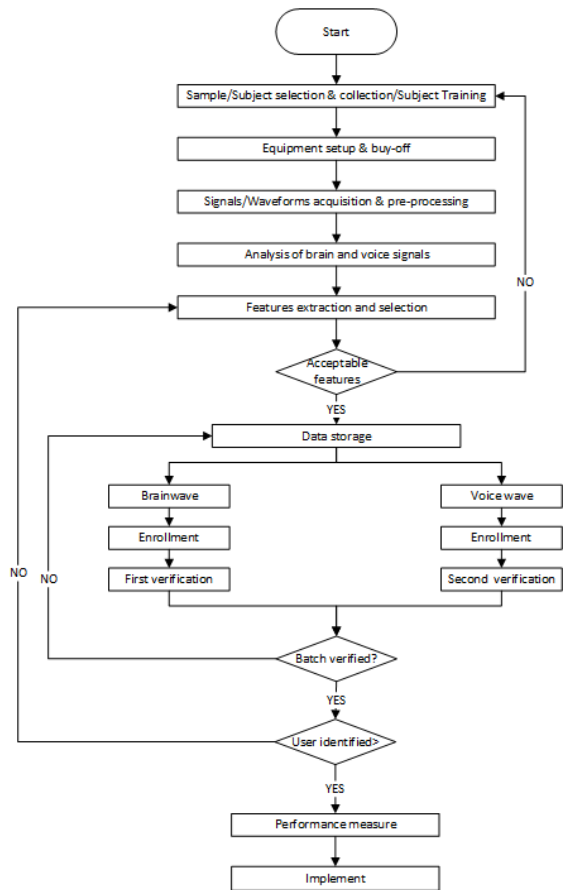 Start
Sample/Subject selection & collection/Subject Training
Equipment setup & buy-off
Signals/Waveforms acquisition & pre-processing
Analysis of brain and voice signals
NO
Features extraction and selection
Acceptable
features
YES
Data storage
Brainwave
Voice wave
Enrollment
Enrollment
NO
NO
First verification
Second verification
Batch verified?
YES
User identified>
YES
Performance measure
Implement